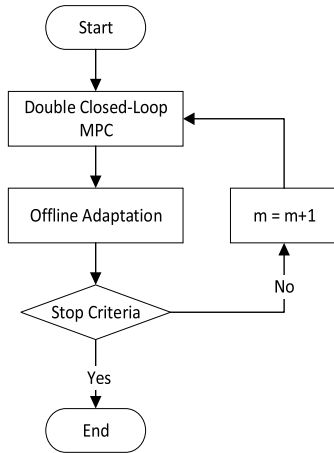 Start
Double Closed-Loop
MPC
Offline Adaptation
m = m+1
Stop Criteria
No
Yes
End